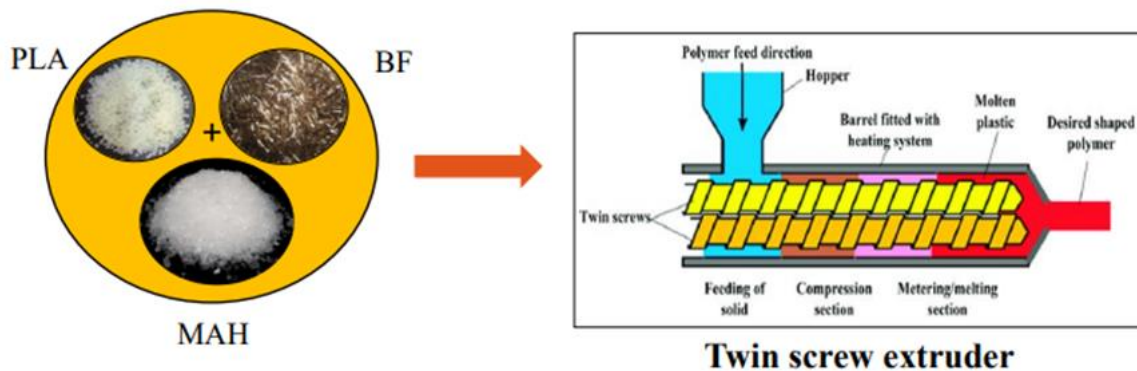 PLA
BF
+
MAH
Polymer feed direction
Hopper
Barrel fitted with
heating system
Molten
plastic
Desired shaped
polymer
Twin screws
Feeding of
solid
Compression
section
Metering/melting
section
Twin screw extruder